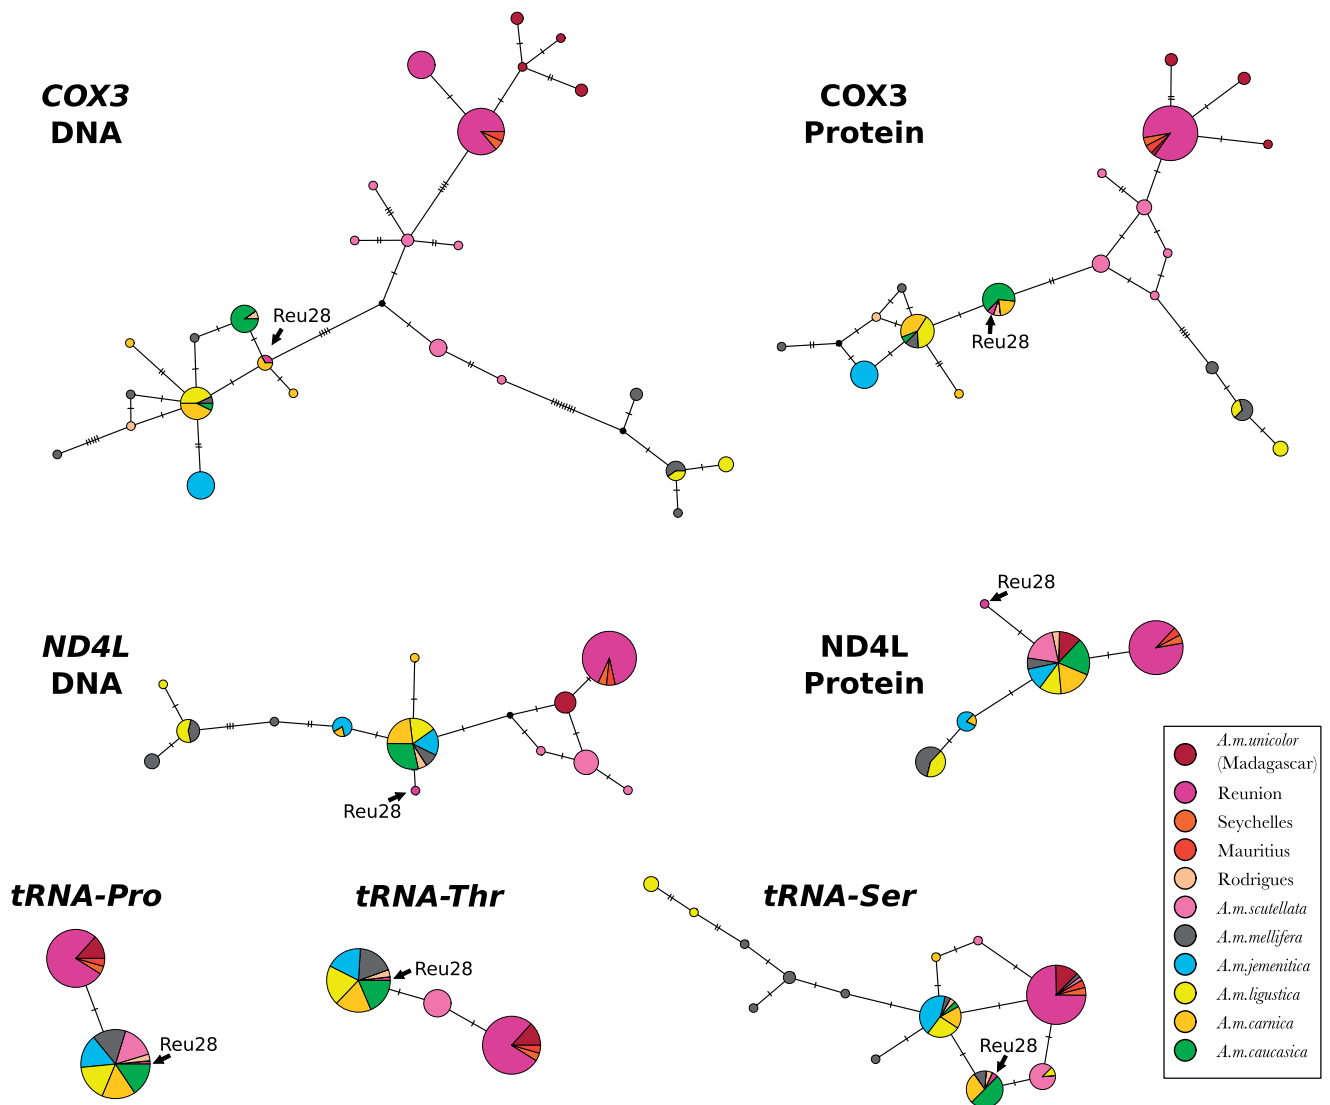 COX3
DNA
Reu28
COX3
Protein
Reu28
ND4L
DNA
Reu28
ND4L
Protein
Reu28
tRNA-Pro
Reu28
tRNA-Thr
Reu28
tRNA-Ser
Reu28
A.m.unicolor
(Madagascar)
Reunion
Seychelles
Mauritius
Rodrigues
A.m.scutellata
A.m.mellifera
A.m.jemenitica
A.m.ligustica
A.m.carnica
A.m.caucasica